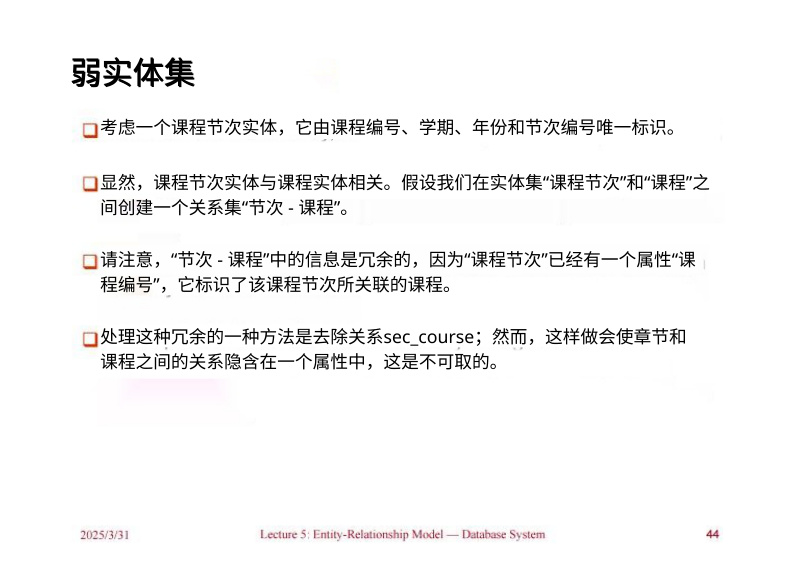 弱实体集
考虑一个课程节次实体，它由课程编号、学期、年份和节次编号唯一标识。
显然，课程节次实体与课程实体相关。假设我们在实体集“课程节次”和“课程”之
间创建一个关系集“节次 - 课程”。
请注意，“节次 - 课程”中的信息是冗余的，因为“课程节次”已经有一个属性“课
程编号”，它标识了该课程节次所关联的课程。
处理这种冗余的一种方法是去除关系sec_course；然而，这样做会使章节和
课程之间的关系隐含在一个属性中，这是不可取的。
2025/3/31
Lecture 5: Entity-Relationship Model — Database System
44